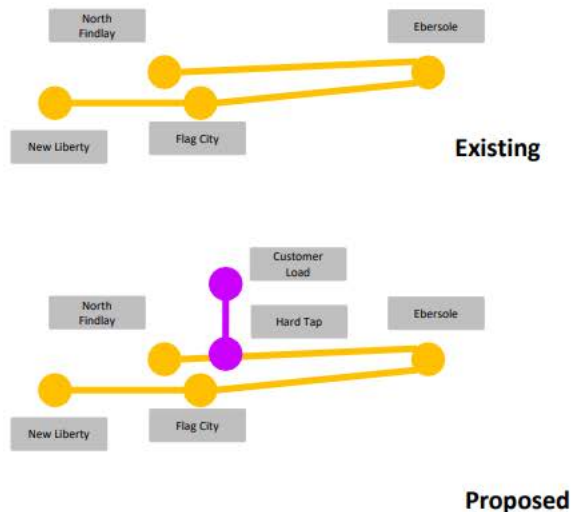 North
Findlay
Ebersole
New Liberty
Flag City
Existing
Customer
Load
North
Findlay
Hard Tap
Ebersole
New Liberty
Flag City
Proposed